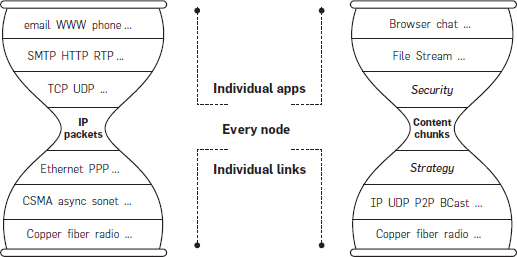 email WWW phone ...
SMTP HTTP RTP ...
TCP UDP ...
IP
packets
Ethernet PPP ...
CSMA async sonet ...
Copper fiber radio ...
Individual apps
Every node
Individual links
Browser chat ...
File Stream ...
Security
Content
chunks
Strategy
IP UDP P2P BCast ...
Copper fiber radio ...